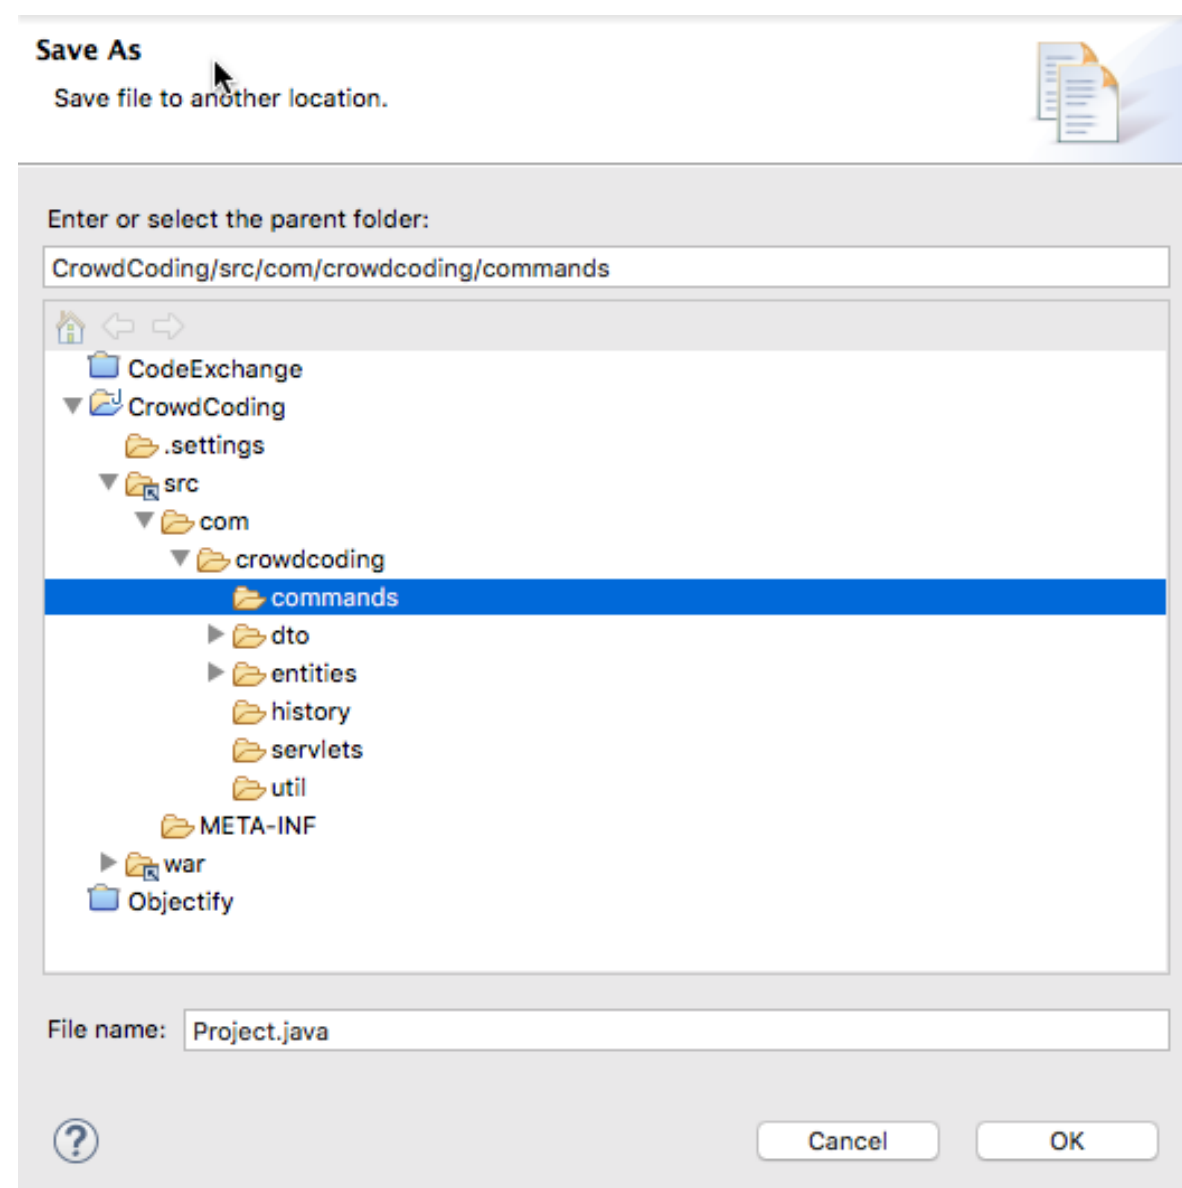 Save As
Save file to another location.
Enter or select the parent folder:
CrowdCoding/src/com/crowdcoding/commands
CodeExchange
CrowdCoding
.settings
src
com
crowdcoding
commands
dto
entities
history
servlets
util
META-INF
war
Objectify
File name: Project.java
? Cancel OK